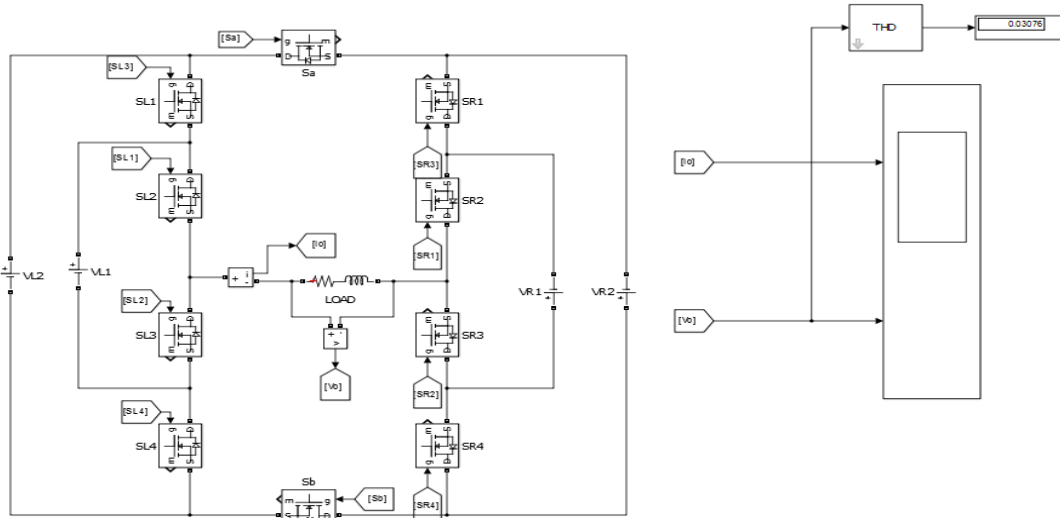 [Sa]
g
m
D
S
Sa
THD
0.03076
[SL3]
SL1
SR1
[SL1]
SL2
[SR3]
SR2
[SR1]
[Io]
[Io]
+
i
-
LOAD
VL2
VL1
VR1
VR2
[SL2]
SL3
+
-
v
[Vo]
SR3
[Vo]
[SR2]
[SL4]
SL4
SR4
Sb
m
g
[Sb]
S
D
[SR4]